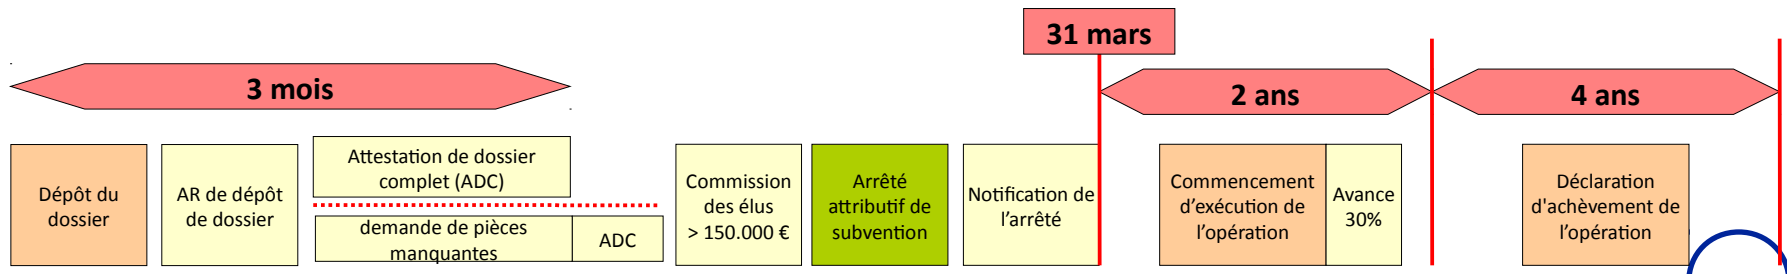 31 mars
3 mois
2 ans
4 ans
Dépôt du
dossier
AR de dépôt
de dossier
Attestation de dossier
complet (ADC)
demande de pièces
manquantes
ADC
Commission
des élus
> 150.000 €
Arrêté
attributif de
subvention
Notification de
l’arrêté
Commencement
d’exécution de
l’opération
Avance
30%
Déclaration
d'achèvement de
l’opération